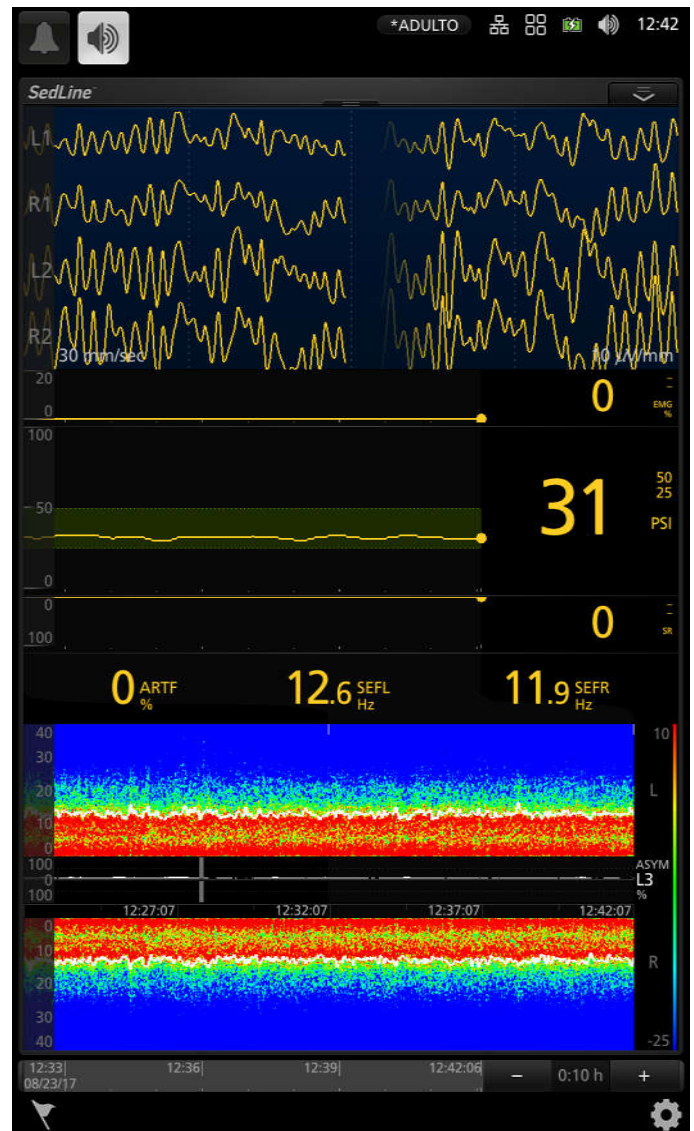 *ADULTO 12:42
SedLine
L1
R1
L2
R2
30 mm/sec 10 µV/mm
20
0
0 EMG %
100
50
0
31 50 25 PSI
0
100
0 SR
0 ARTF % 12.6 SEFL Hz 11.9 SEFR Hz
40
30
20
10
0
10
L
100
0
100
ASYM
L3
%
12:27:07 12:32:07 12:37:07 12:42:07
0
10
20
30
40
R
-25
12:33 12:36 12:39 12:42:06 − 0:10 h +
08/23/17